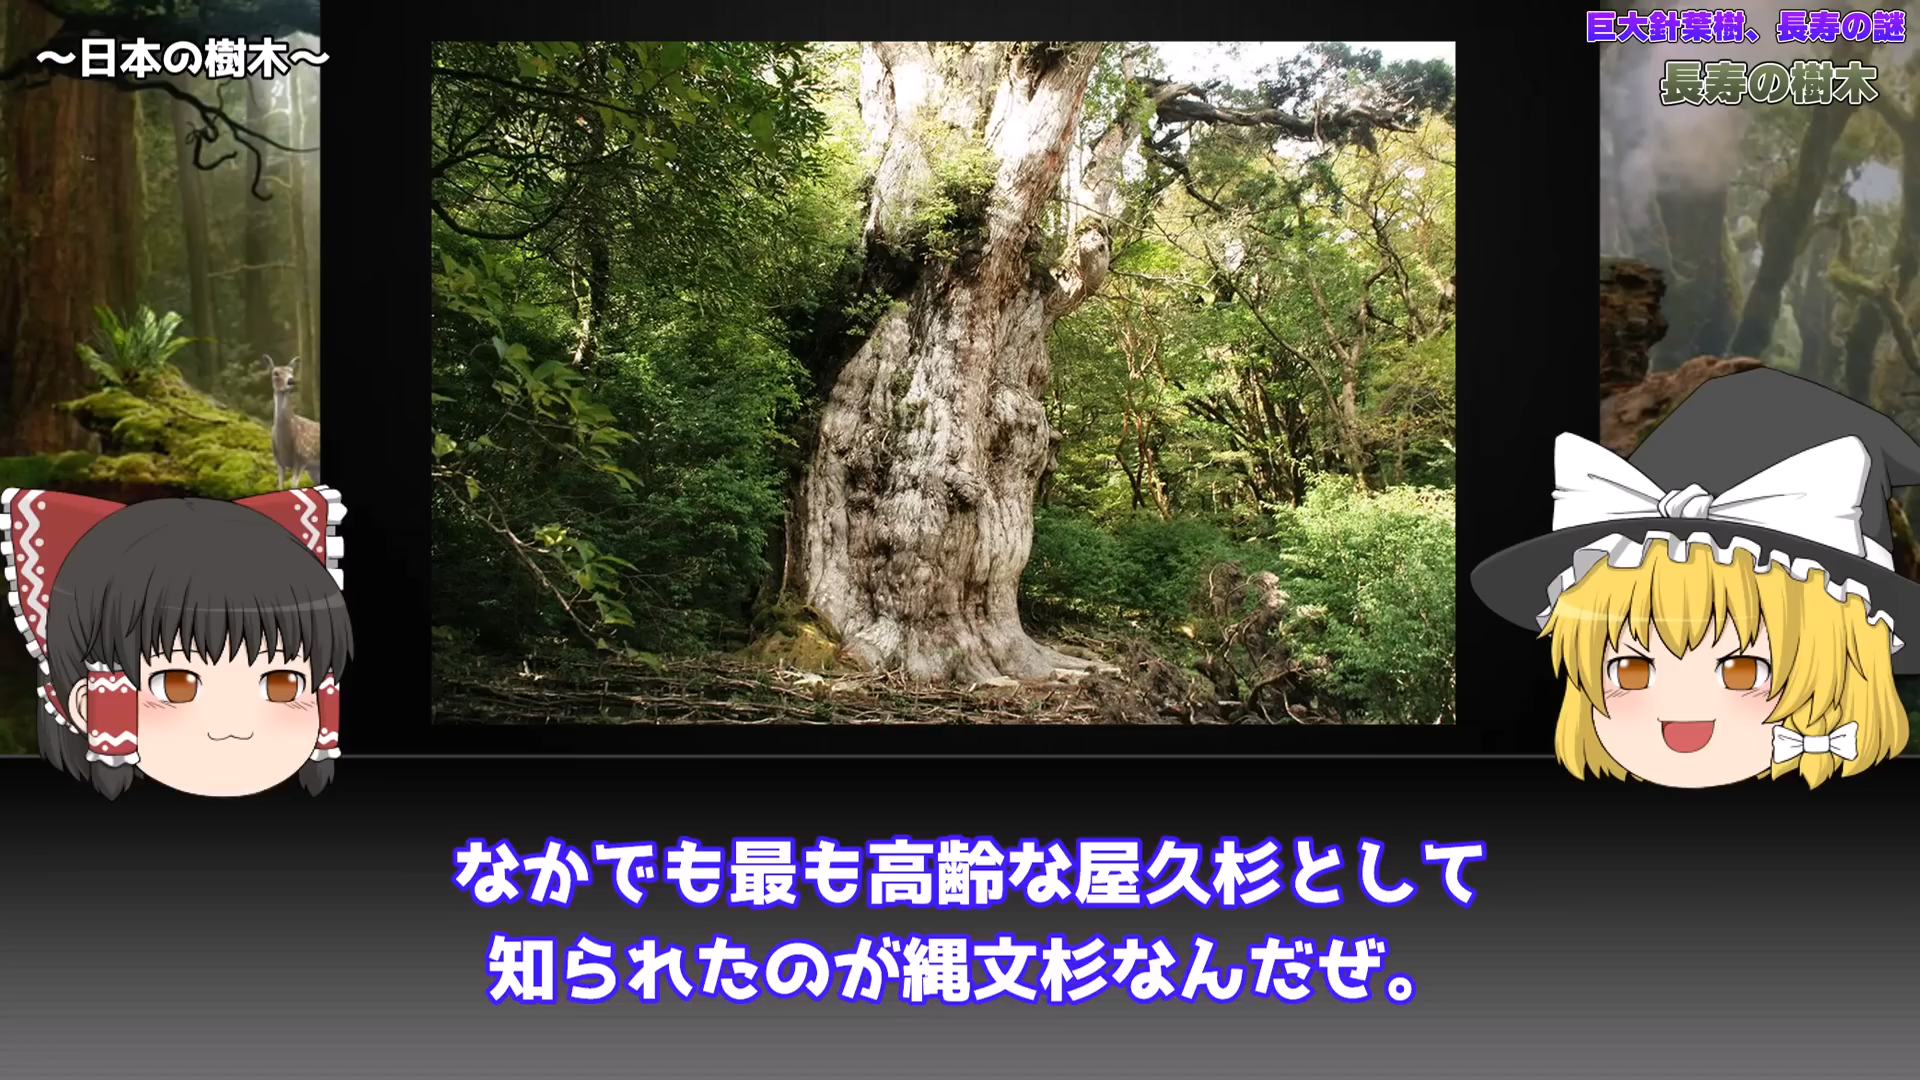 ～日本の樹木～
巨大針葉樹、長寿の謎
長寿の樹木
なかでも最も高齢な屋久杉として
知られたのが縄文杉なんだぜ。